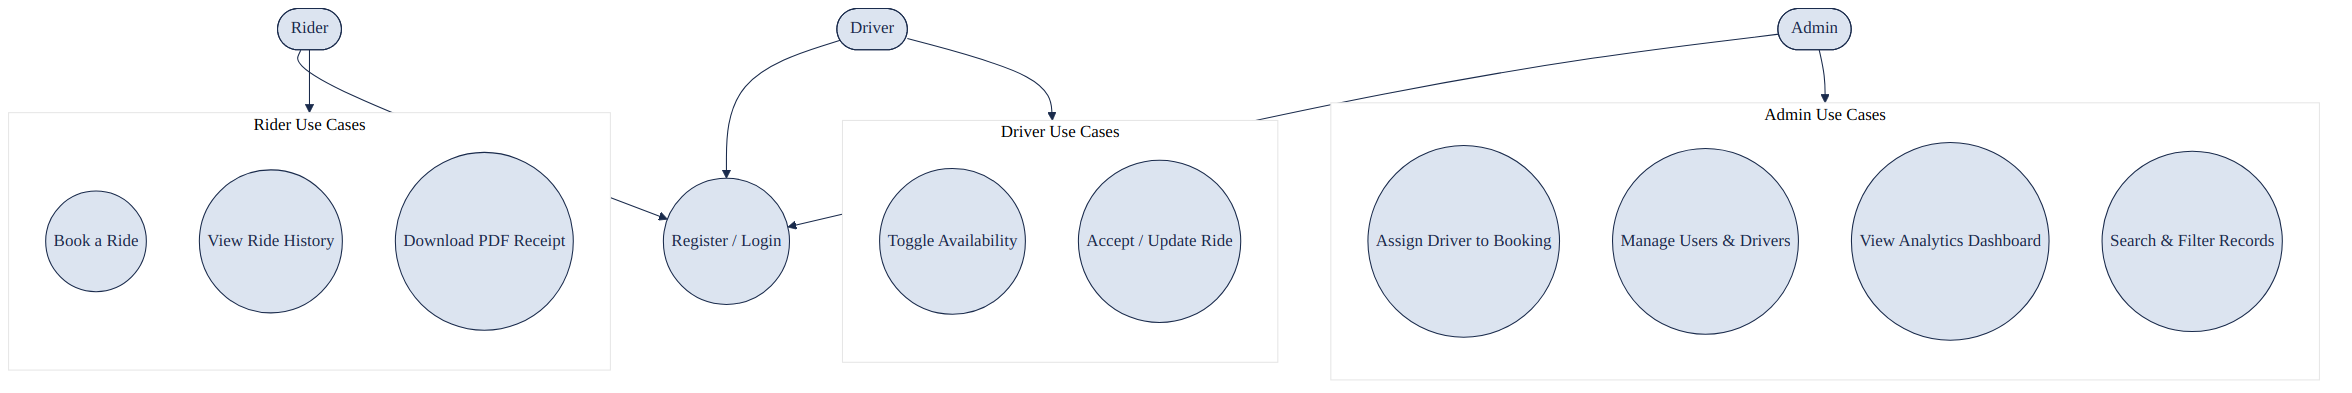 Rider
Driver
Admin
Rider Use Cases
Driver Use Cases
Admin Use Cases
Book a Ride
View Ride History
Download PDF Receipt
Register / Login
Toggle Availability
Accept / Update Ride
Assign Driver to Booking
Manage Users & Drivers
View Analytics Dashboard
Search & Filter Records